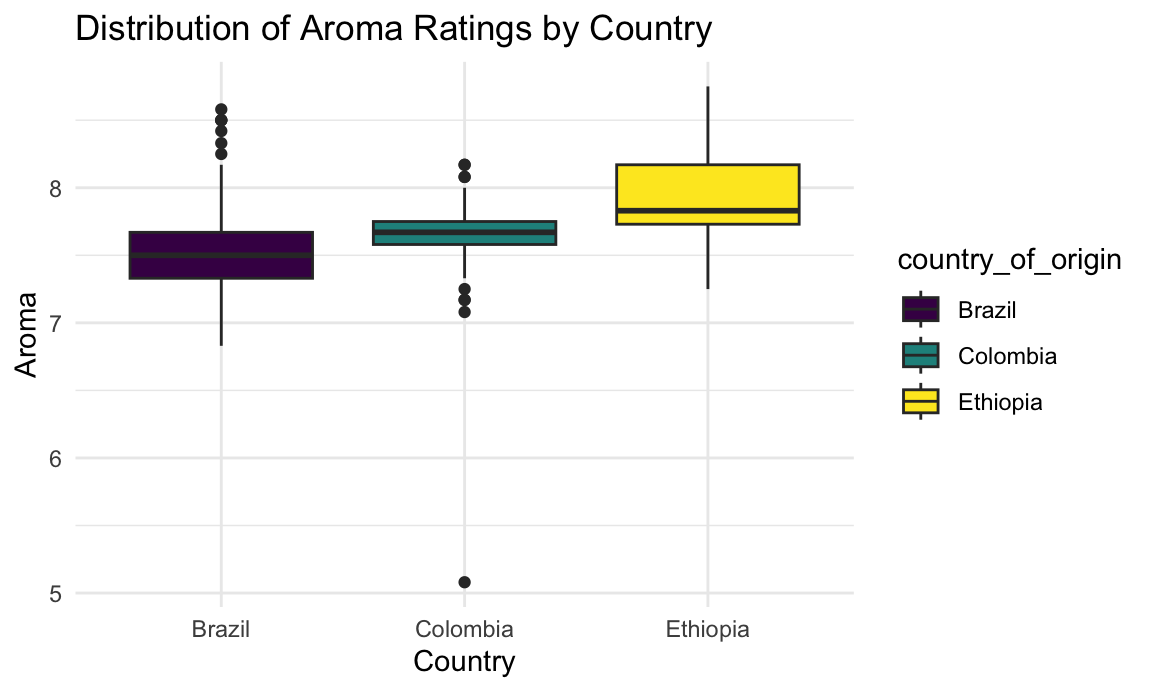 Distribution of Aroma Ratings by Country
Aroma
8
7
6
5
Brazil
Colombia
Ethiopia
Country
country_of_origin
Brazil
Colombia
Ethiopia